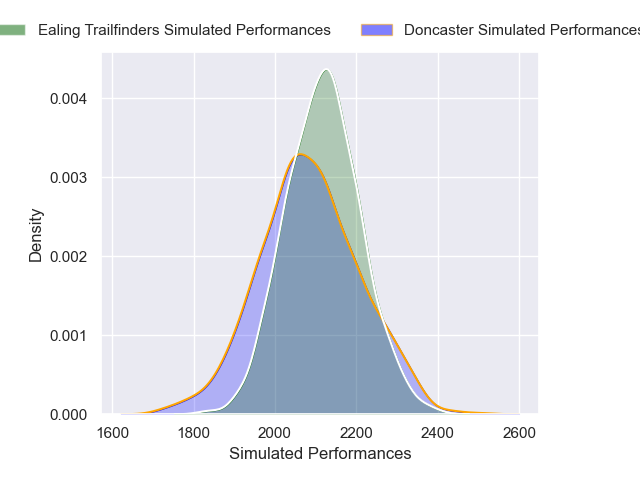 Ealing Trailfinders Simulated Performances
Doncaster Simulated Performances
Density
0.004
0.003
0.002
0.001
0.000
1600 1800 2000 2200 2400 2600
Simulated Performances